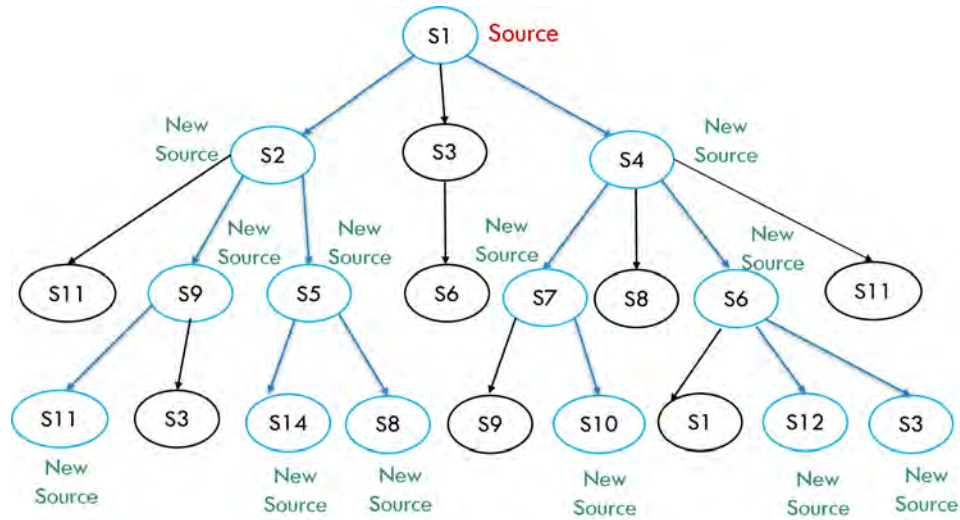 S1 Source
New
Source
S2
S3
S4
New
Source
New
Source
New
Source
New
Source
New
Source
S11
S9
S5
S6
S7
S8
S6
S11
S11
S3
S14
S8
S9
S10
S1
S12
S3
New
Source
New
Source
New
Source
New
Source
New
Source
New
Source